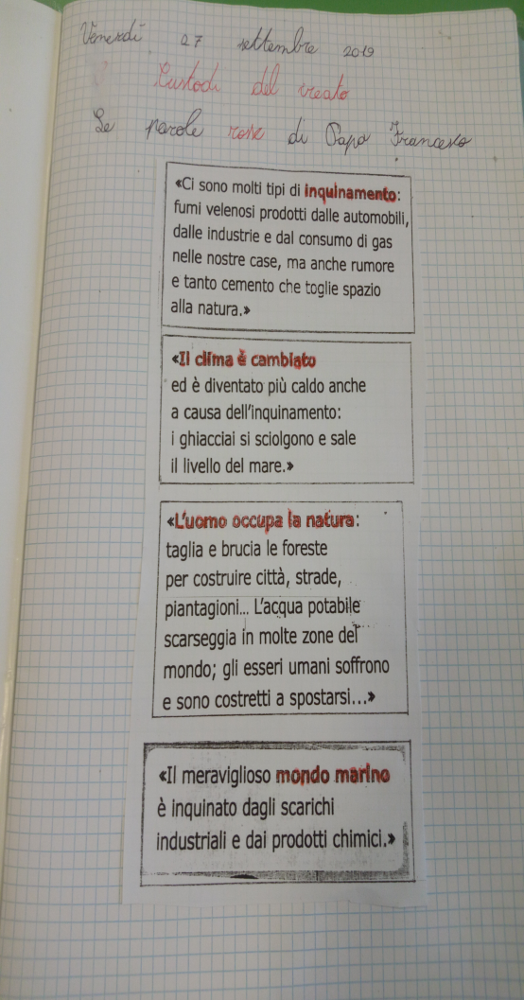 Venerdì 27 settembre 2019
Custodi del creato
Le parole rosse di Papa Francesco
«Ci sono molti tipi di inquinamento:
fumi velenosi prodotti dalle automobili,
dalle industrie e dal consumo di gas
nelle nostre case, ma anche rumore
e tanto cemento che toglie spazio
alla natura.»
«Il clima è cambiato
ed è diventato più caldo anche
a causa dell'inquinamento:
i ghiacciai si sciolgono e sale
il livello del mare.»
«L'uomo occupa la natura:
taglia e brucia le foreste
per costruire città, strade,
piantagioni... L'acqua potabile
scarseggia in molte zone del
mondo; gli esseri umani soffrono
e sono costretti a spostarsi...»
«Il meraviglioso mondo marino
è inquinato dagli scarichi
industriali e dai prodotti chimici.»